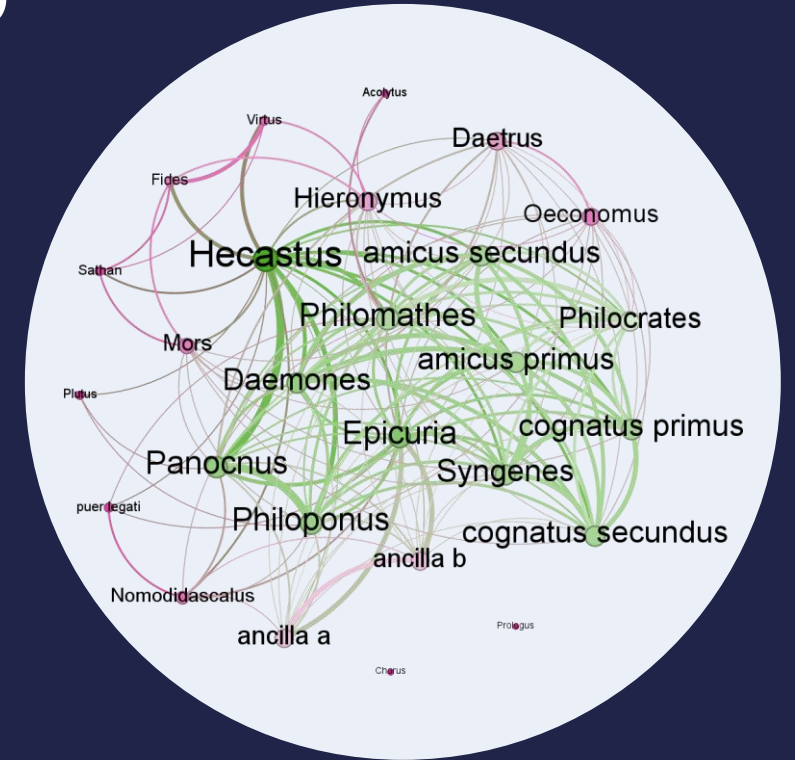 Acolytus
Virtus
Daetrus
Fides
Hieronymus
Oeconomus
Hecastus
amicus secundus
Sathan
Philomathes
Philocrates
Mors
amicus primus
Daemones
Plutus
cognatus primus
Epicuria
Panocnus
Syngenes
puer legati
Philoponus
cognatus secundus
ancilla b
Nomodidascalus
Prologus
ancilla a
Chorus